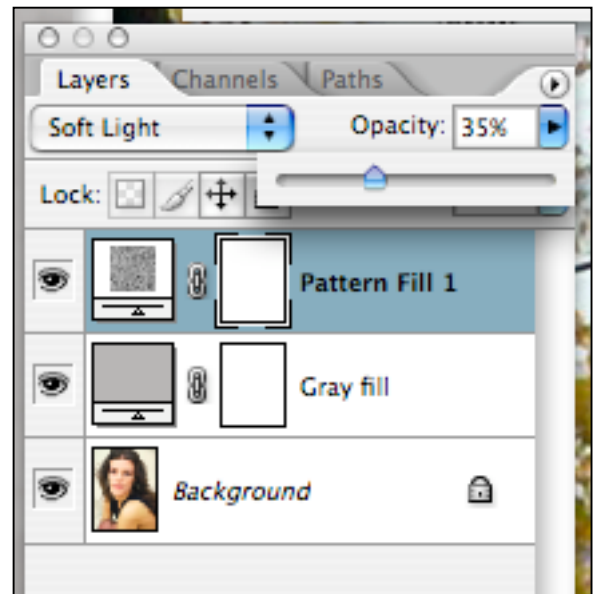 Layers Channels Paths
Soft Light Opacity: 35%
Lock:
Pattern Fill 1
Gray fill
Background